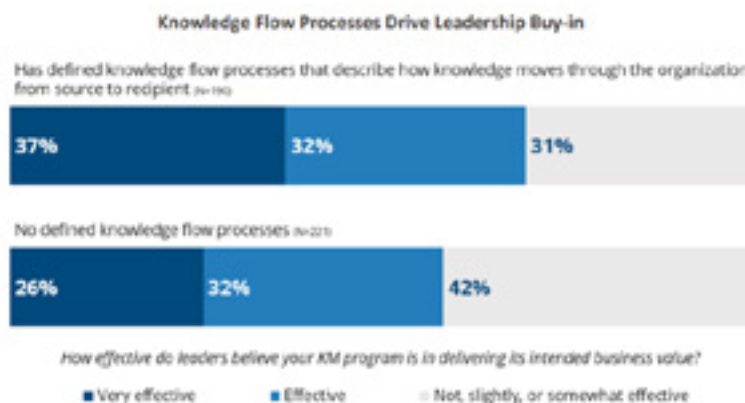 Knowledge Flow Processes Drive Leadership Buy-in
Has defined knowledge flow processes that describe how knowledge moves through the organization
from source to recipient
37% 32% 31%
No defined knowledge flow processes (N=221)
26% 32% 42%
How effective do leaders believe your KM program is in delivering its intended business value?
Very effective Effective Not, slightly, or somewhat effective